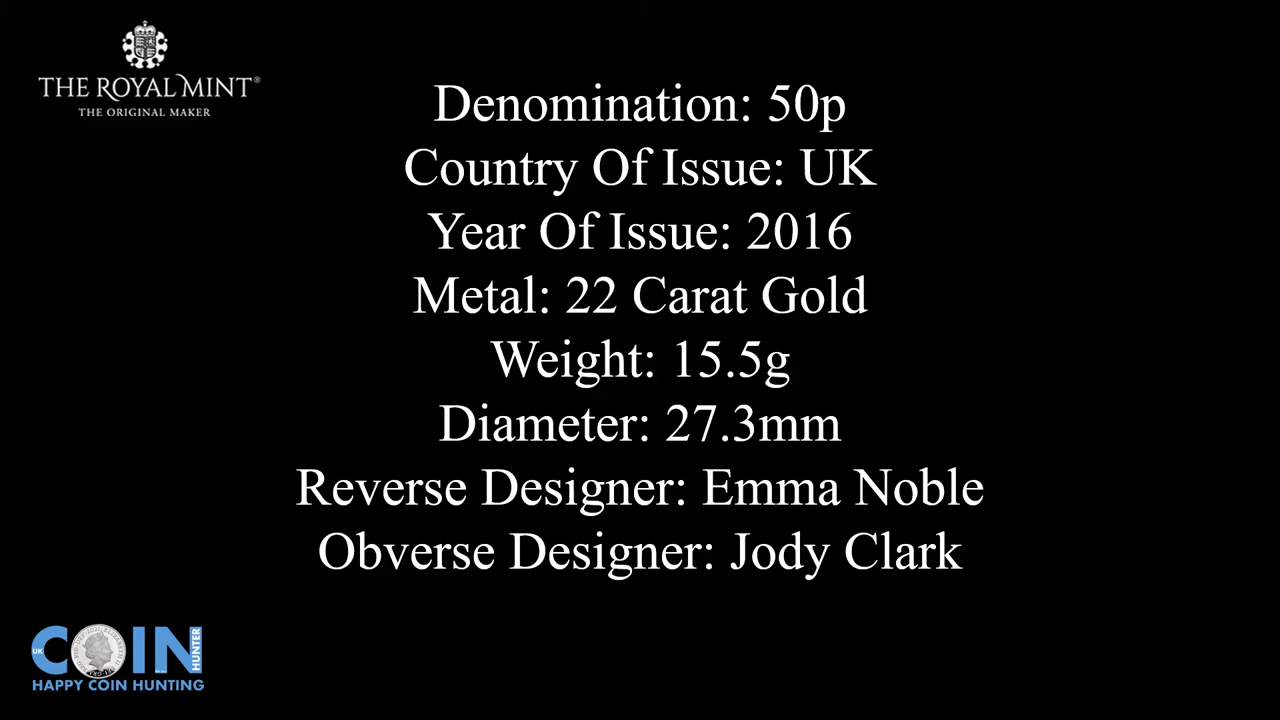 THE ROYAL MINT®
THE ORIGINAL MAKER
Denomination: 50p
Country Of Issue: UK
Year Of Issue: 2016
Metal: 22 Carat Gold
Weight: 15.5g
Diameter: 27.3mm
Reverse Designer: Emma Noble
Obverse Designer: Jody Clark
UK COIN HUNTER
HAPPY COIN HUNTING